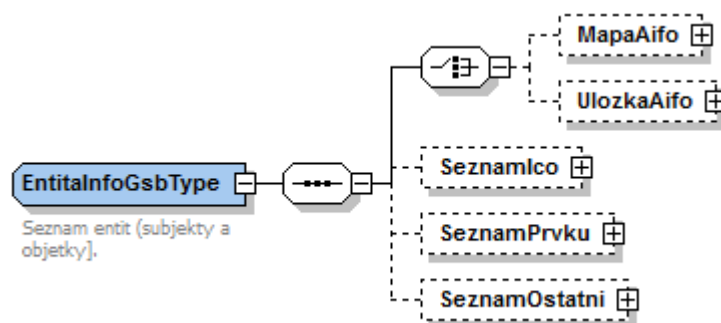 MapaAifo
UlozkaAifo
SeznamIco
EntitaInfoGsbType
Seznam entit (subjekty a
objetky].
SeznamPrvku
SeznamOstatni